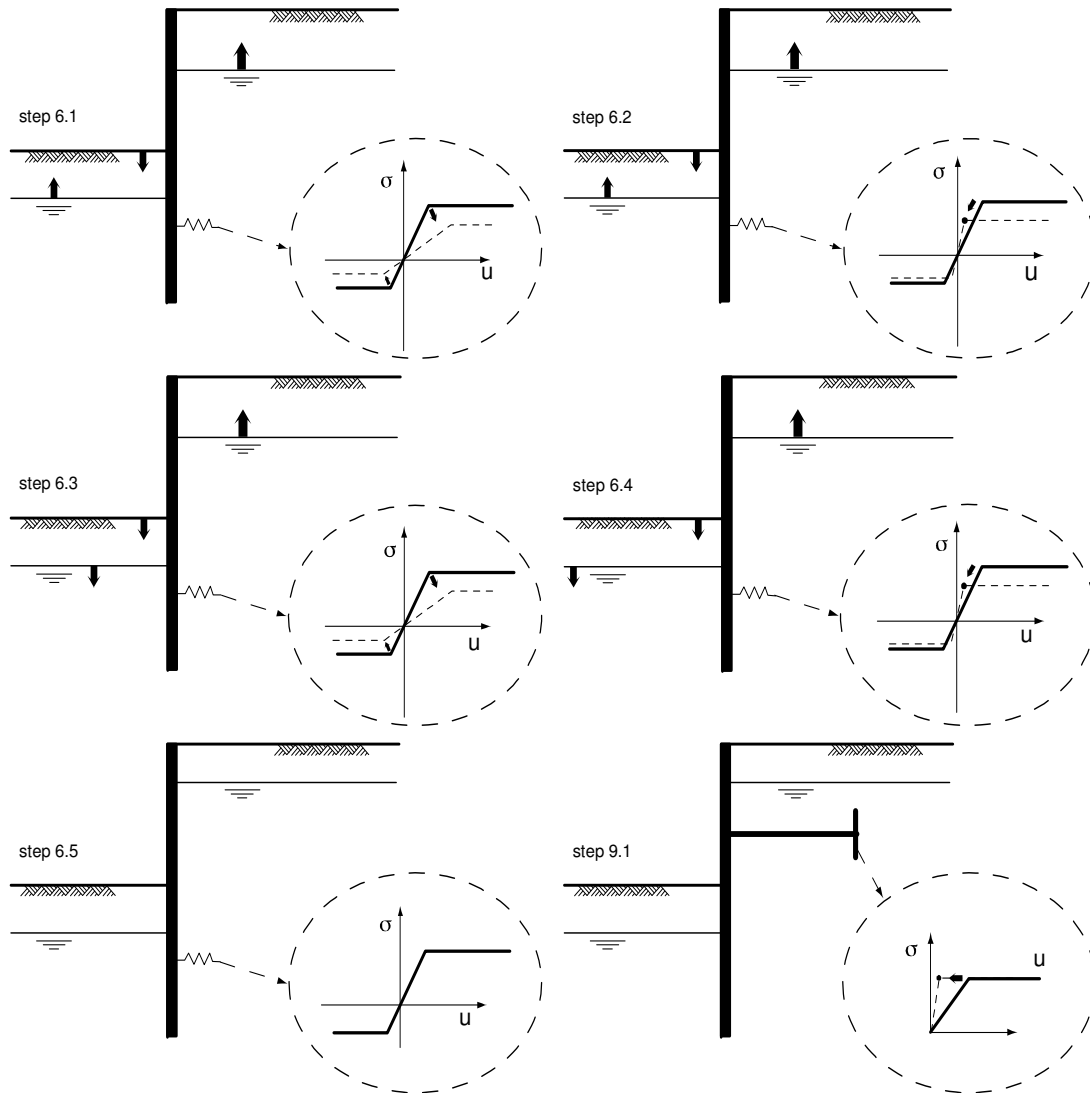 step 6.1
σ
u
step 6.2
σ
u
step 6.3
σ
u
step 6.4
σ
u
step 6.5
σ
u
step 9.1
σ
u